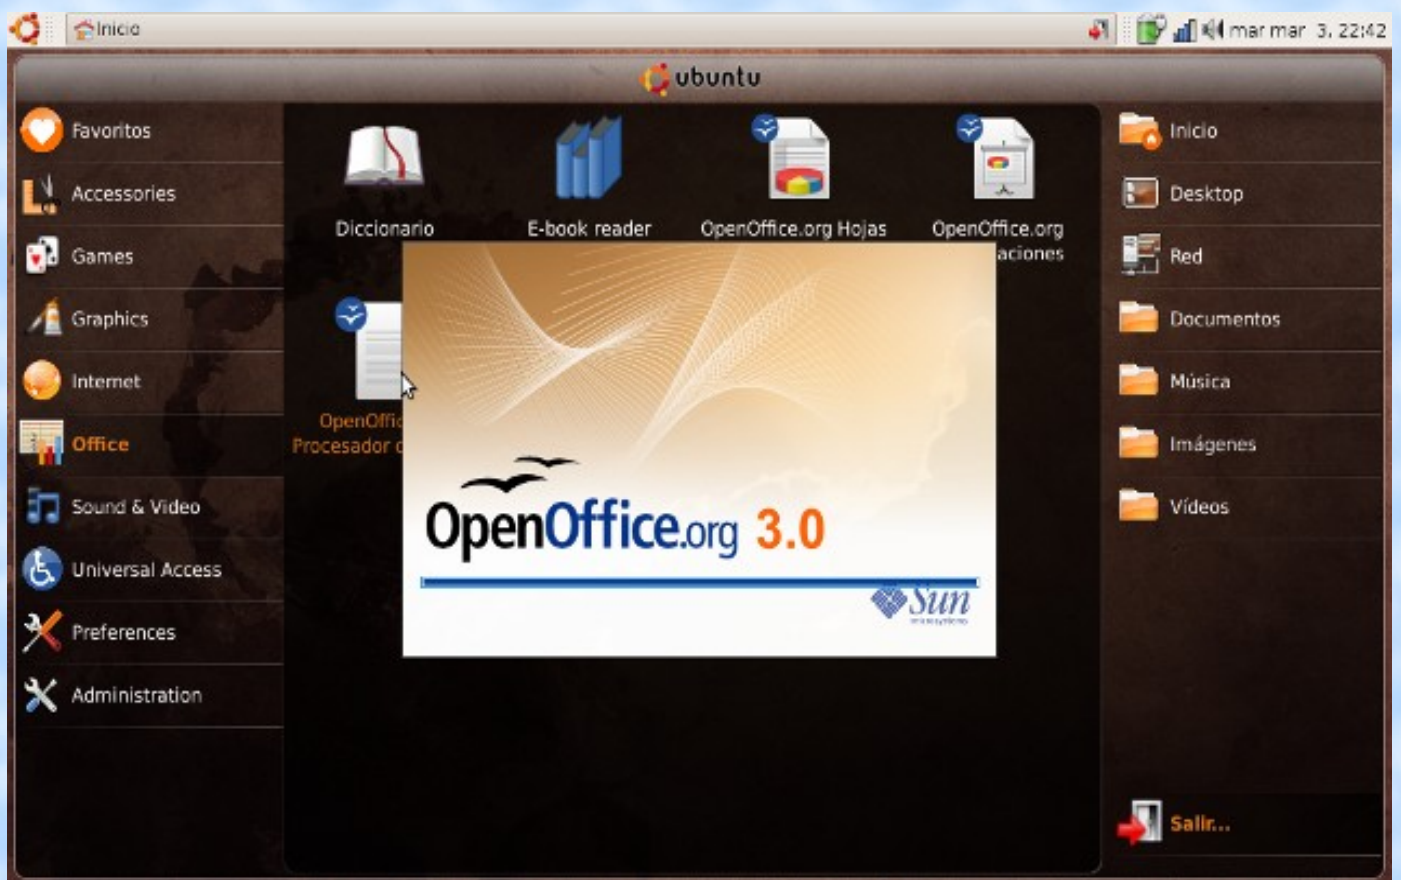 Inicio
mar mar 3, 22:42
ubuntu
Favoritos
Accessories
Games
Graphics
Internet
Office
Sound & Video
Universal Access
Preferences
Administration
Diccionario
E-book reader
OpenOffice.org Hojas
OpenOffice.org
aciones
OpenOffic
Procesador
OpenOffice.org 3.0
Sun
microsystems
Inicio
Desktop
Red
Documentos
Música
Imágenes
Vídeos
Salir...